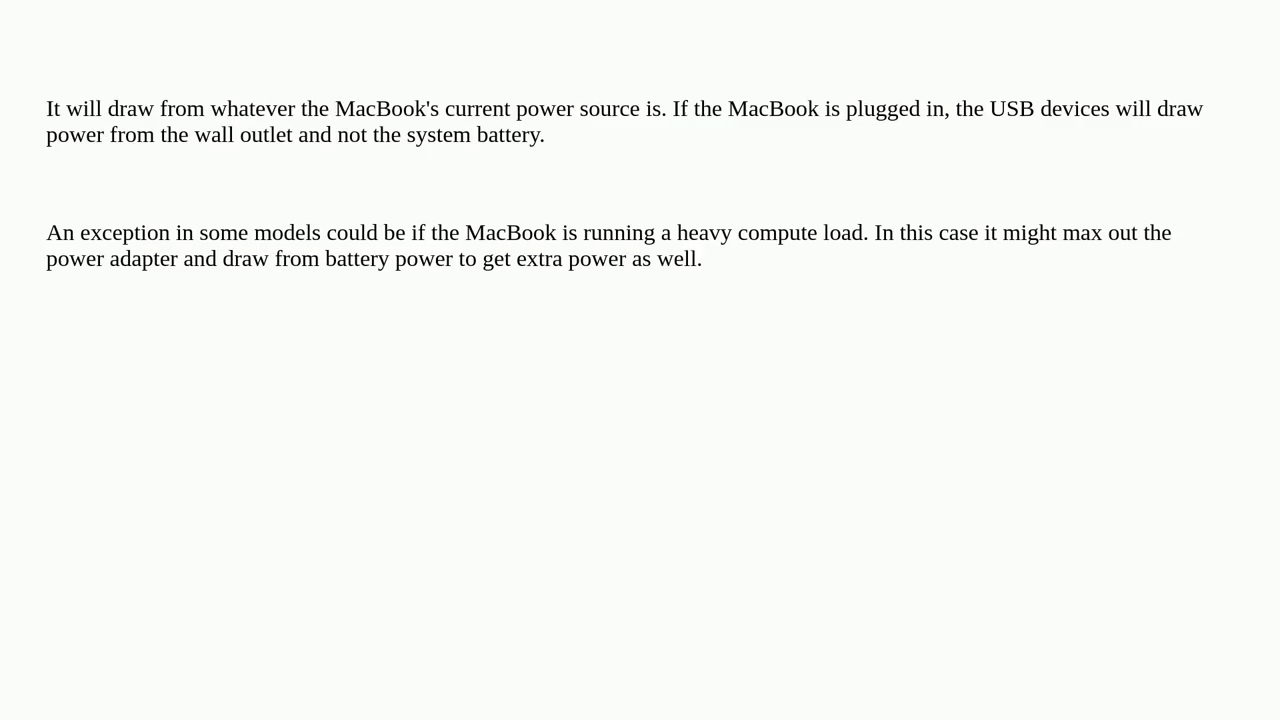 It will draw from whatever the MacBook's current power source is. If the MacBook is plugged in, the USB devices will draw
power from the wall outlet and not the system battery.
An exception in some models could be if the MacBook is running a heavy compute load. In this case it might max out the
power adapter and draw from battery power to get extra power as well.